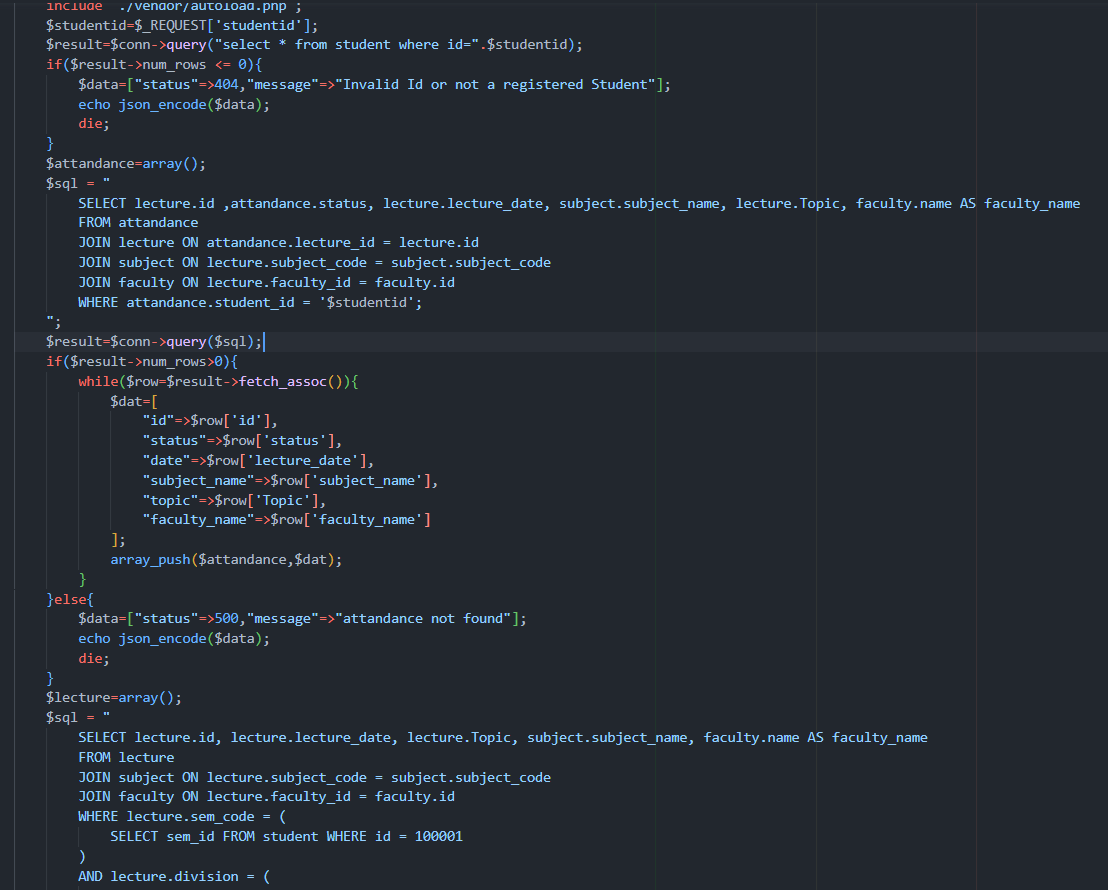 include './vendor/autoload.php';
$studentid=$_REQUEST['studentid'];
$result=$conn->query("select * from student where id=".$studentid);
if($result->num_rows <= 0){
$data=["status"=>404,"message"=>"Invalid Id or not a registered Student"];
echo json_encode($data);
die;
}
$attandance=array();
$sql = "
SELECT lecture.id ,attandance.status, lecture.lecture_date, subject.subject_name, lecture.Topic, faculty.name AS faculty_name
FROM attandance
JOIN lecture ON attandance.lecture_id = lecture.id
JOIN subject ON lecture.subject_code = subject.subject_code
JOIN faculty ON lecture.faculty_id = faculty.id
WHERE attandance.student_id = '$studentid';
";
$result=$conn->query($sql);
if($result->num_rows>0){
while($row=$result->fetch_assoc()){
$dat=[
"id"=>$row['id'],
"status"=>$row['status'],
"date"=>$row['lecture_date'],
"subject_name"=>$row['subject_name'],
"topic"=>$row['Topic'],
"faculty_name"=>$row['faculty_name']
];
array_push($attandance,$dat);
}
}else{
$data=["status"=>500,"message"=>"attandance not found"];
echo json_encode($data);
die;
}
$lecture=array();
$sql = "
SELECT lecture.id, lecture.lecture_date, lecture.Topic, subject.subject_name, faculty.name AS faculty_name
FROM lecture
JOIN subject ON lecture.subject_code = subject.subject_code
JOIN faculty ON lecture.faculty_id = faculty.id
WHERE lecture.sem_code = (
SELECT sem_id FROM student WHERE id = 100001
)
AND lecture.division = (